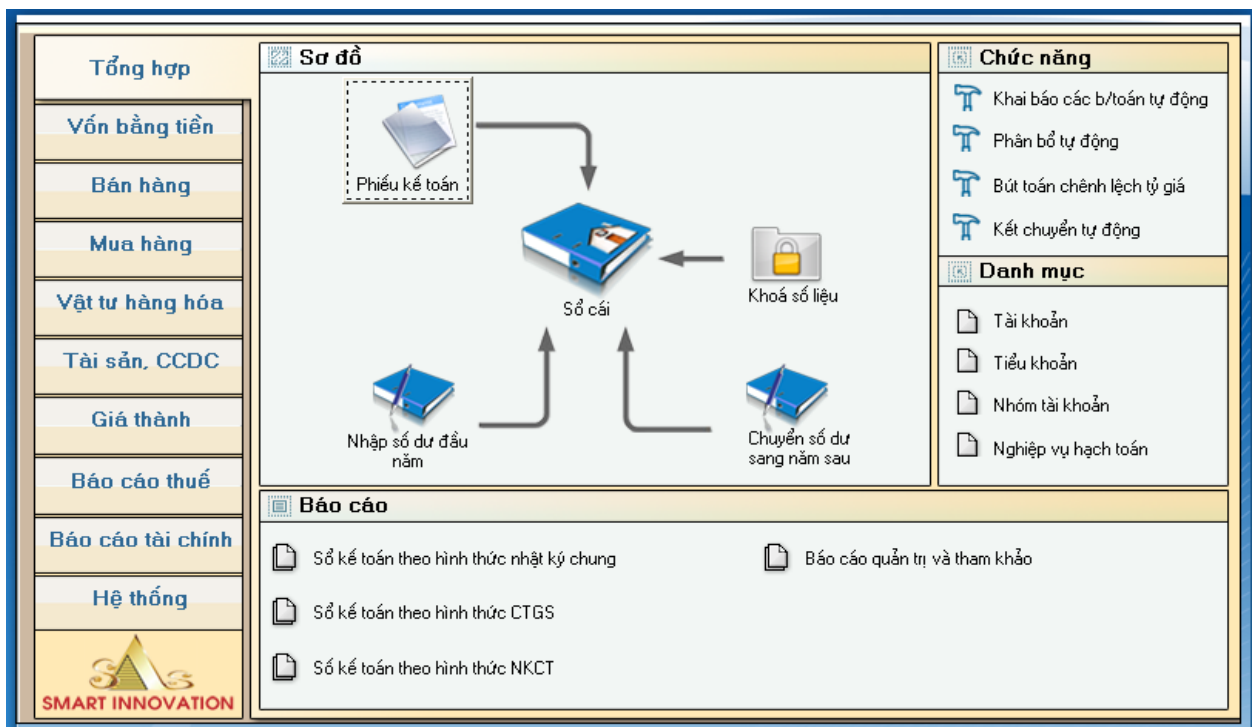 Tổng hợp
Vốn bằng tiền
Bán hàng
Mua hàng
Vật tư hàng hóa
Tài sản, CCDC
Giá thành
Báo cáo thuế
Báo cáo tài chính
Hệ thống
SIS
SMART INNOVATION
Sơ đồ
Phiếu kế toán
Sổ cái
Khoá số liệu
Nhập số dư đầu
năm
Chuyển số dư
sang năm sau
Chức năng
Khai báo các b/toán tự động
Phân bổ tự động
Bút toán chênh lệch tỷ giá
Kết chuyển tự động
Danh mục
Tài khoản
Tiểu khoản
Nhóm tài khoản
Nghiệp vụ hạch toán
Báo cáo
Sổ kế toán theo hình thức nhật ký chung
Báo cáo quản trị và tham khảo
Sổ kế toán theo hình thức CTGS
Số kế toán theo hình thức NKCT